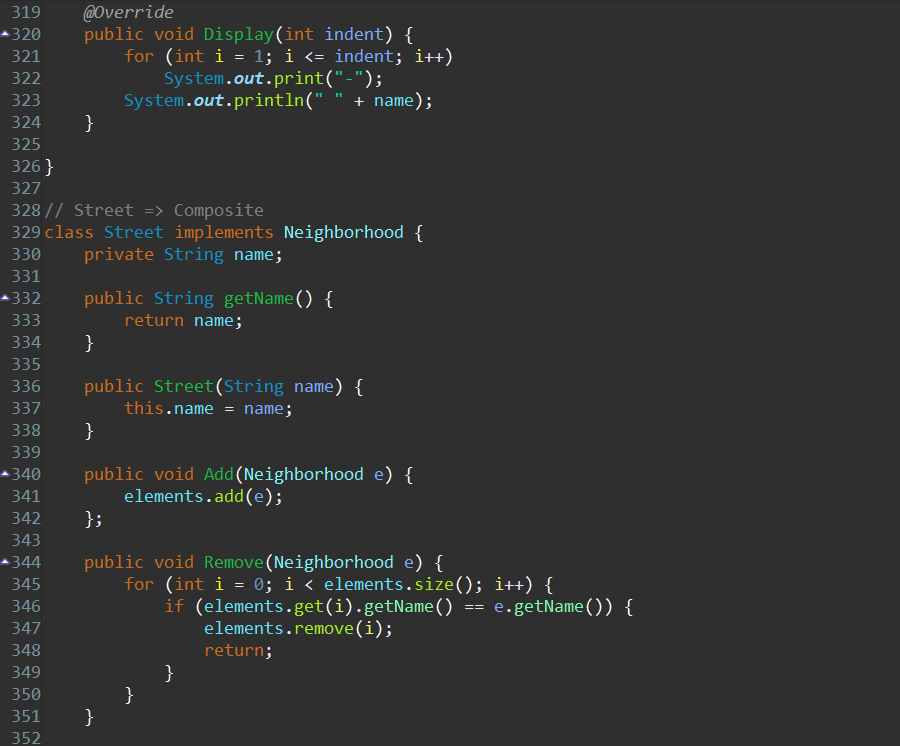 319    @Override
320    public void Display(int indent) {
321        for (int i = 1; i <= indent; i++)
322            System.out.print("-");
323        System.out.println(" " + name);
324    }
325
326}
327
328// Street => Composite
329class Street implements Neighborhood {
330    private String name;
331
332    public String getName() {
333        return name;
334    }
335
336    public Street(String name) {
337        this.name = name;
338    }
339
340    public void Add(Neighborhood e) {
341        elements.add(e);
342    };
343
344    public void Remove(Neighborhood e) {
345        for (int i = 0; i < elements.size(); i++) {
346            if (elements.get(i).getName() == e.getName()) {
347                elements.remove(i);
348                return;
349            }
350        }
351    }
352